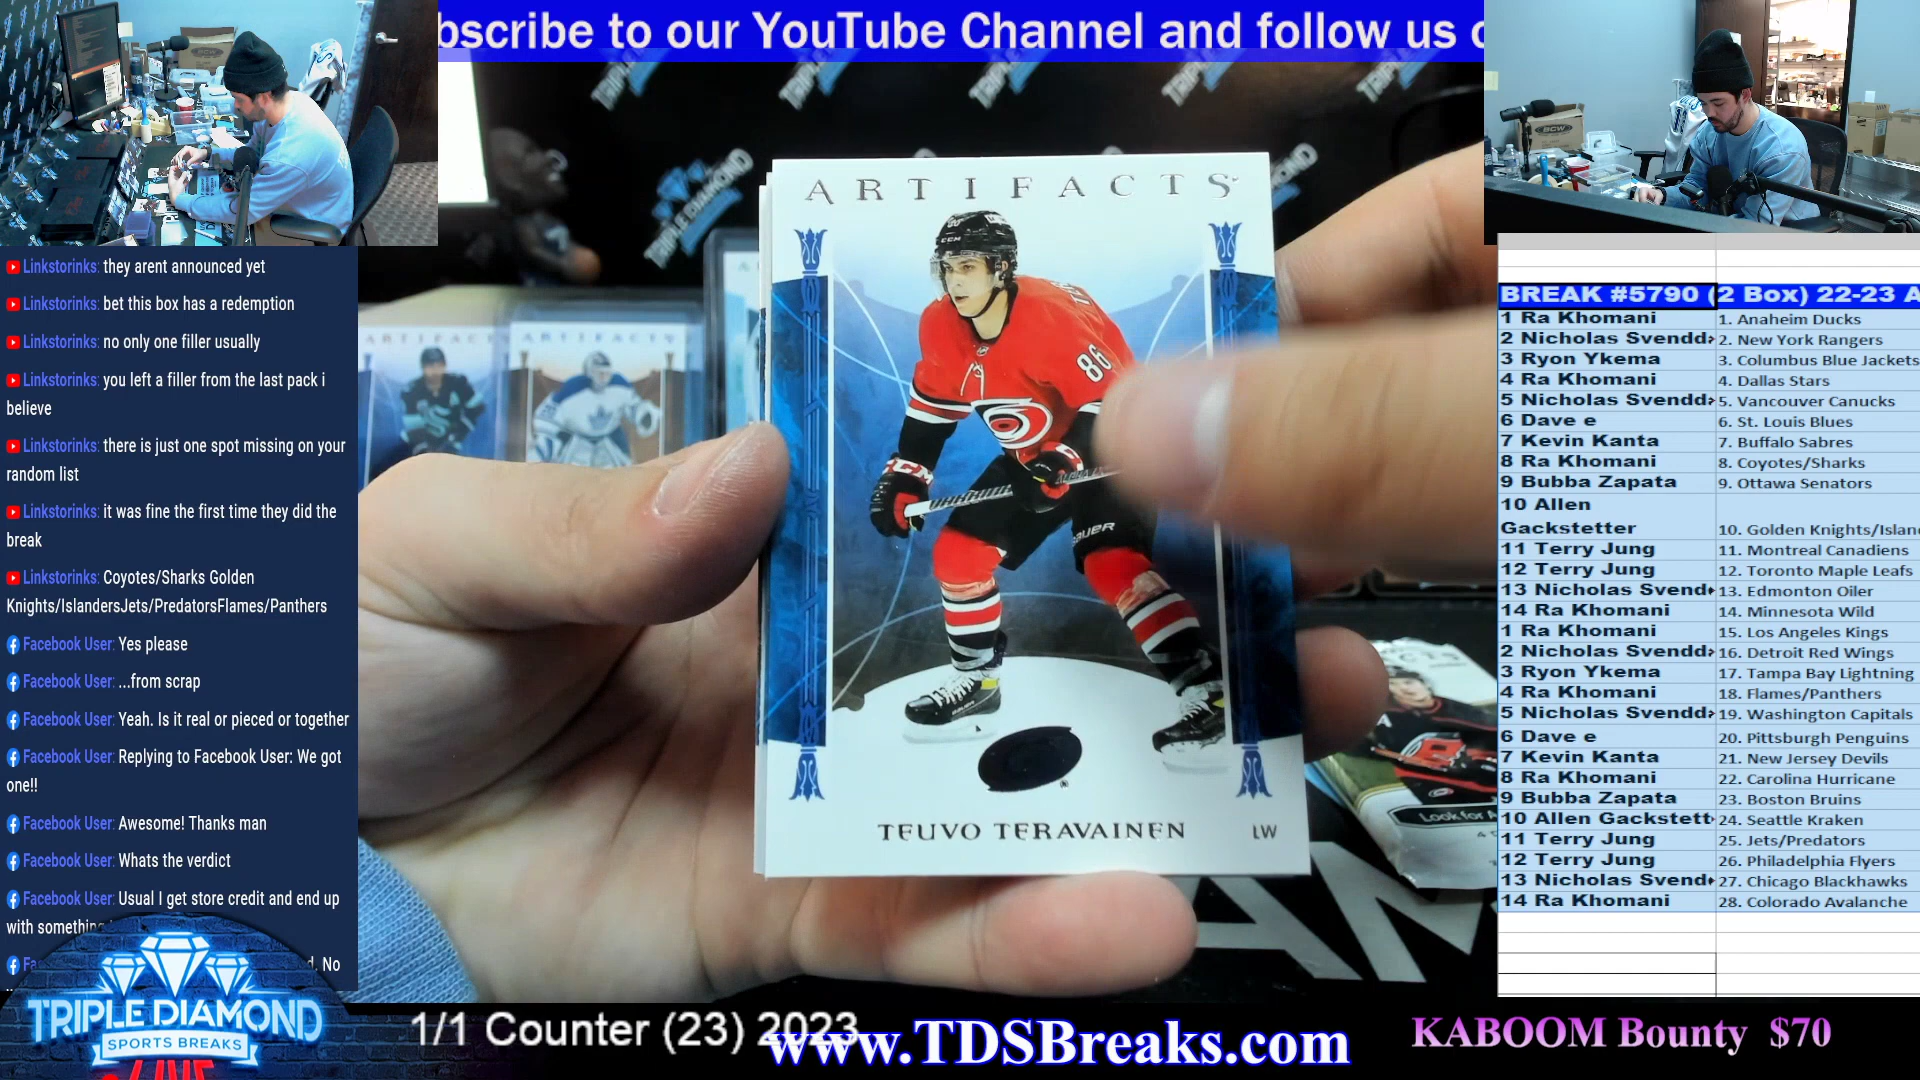 bscribe to our YouTube Channel and follow us
Linkstorinks: they arent announced yet
Linkstorinks: bet this box has a redemption
Linkstorinks: no only one filler usually
Linkstorinks: you left a filler from the last pack i
believe
Linkstorinks: there is just one spot missing on your
random list
Linkstorinks: it was fine the first time they did the
break
Linkstorinks: Coyotes/Sharks Golden
Knights/IslandersJets/PredatorsFlames/Panthers
Facebook User: Yes please
Facebook User: ...from scrap
Facebook User: Yeah. Is it real or pieced or together
Facebook User: Replying to Facebook User: We got
one!!
Facebook User: Awesome! Thanks man
Facebook User: Whats the verdict
Facebook User: Usual I get store credit and end up
with something
No
TRIPLE DIAMOND
SPORTS BREAKS
LIVE
ARTIFACTS
86
CCM
BAUER
TEUVO TERAVAINEN LW
TRIPLE DIAMOND
Look for
BCW
BREAK #5790 (2 Box) 22-23 A
1 Ra Khomani 1. Anaheim Ducks
2 Nicholas Svendd 2. New York Rangers
3 Ryon Ykema 3. Columbus Blue Jackets
4 Ra Khomani 4. Dallas Stars
5 Nicholas Svendd 5. Vancouver Canucks
6 Dave e 6. St. Louis Blues
7 Kevin Kanta 7. Buffalo Sabres
8 Ra Khomani 8. Coyotes/Sharks
9 Bubba Zapata 9. Ottawa Senators
10 Allen
Gackstetter 10. Golden Knights/Islan
11 Terry Jung 11. Montreal Canadiens
12 Terry Jung 12. Toronto Maple Leafs
13 Nicholas Svend 13. Edmonton Oiler
14 Ra Khomani 14. Minnesota Wild
1 Ra Khomani 15. Los Angeles Kings
2 Nicholas Svendd 16. Detroit Red Wings
3 Ryon Ykema 17. Tampa Bay Lightning
4 Ra Khomani 18. Flames/Panthers
5 Nicholas Svendd 19. Washington Capitals
6 Dave e 20. Pittsburgh Penguins
7 Kevin Kanta 21. New Jersey Devils
8 Ra Khomani 22. Carolina Hurricane
9 Bubba Zapata 23. Boston Bruins
10 Allen Gackstett 24. Seattle Kraken
11 Terry Jung 25. Jets/Predators
12 Terry Jung 26. Philadelphia Flyers
13 Nicholas Svend 27. Chicago Blackhawks
14 Ra Khomani 28. Colorado Avalanche
1/1 Counter (23) 2023
www.TDSBreaks.com
KABOOM Bounty $70